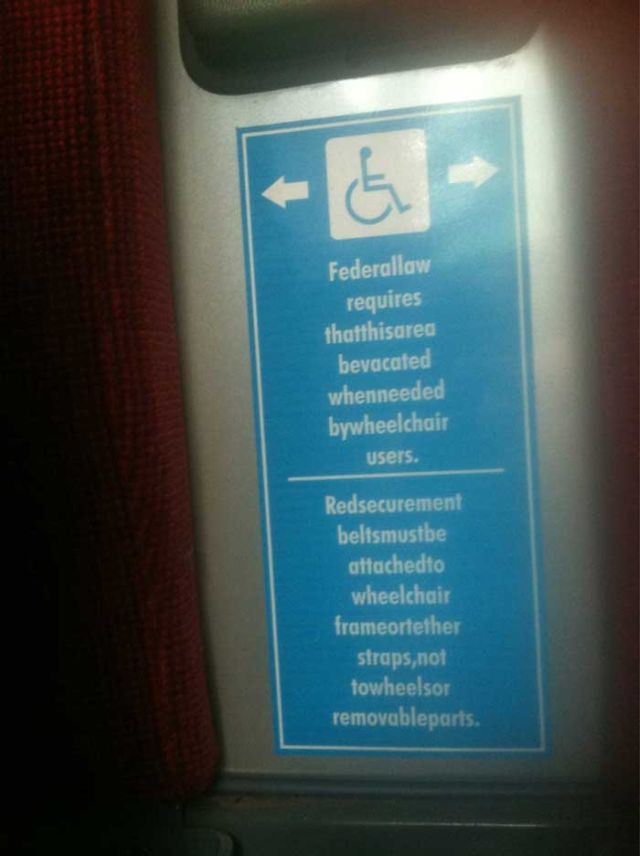 Federallaw
requires
thatthisarea
bevacated
whenneeded
bywheelchair
users.
Redsecurement
beltsmustbe
attachedto
wheelchair
frameortether
straps,not
towheelsor
removableparts.